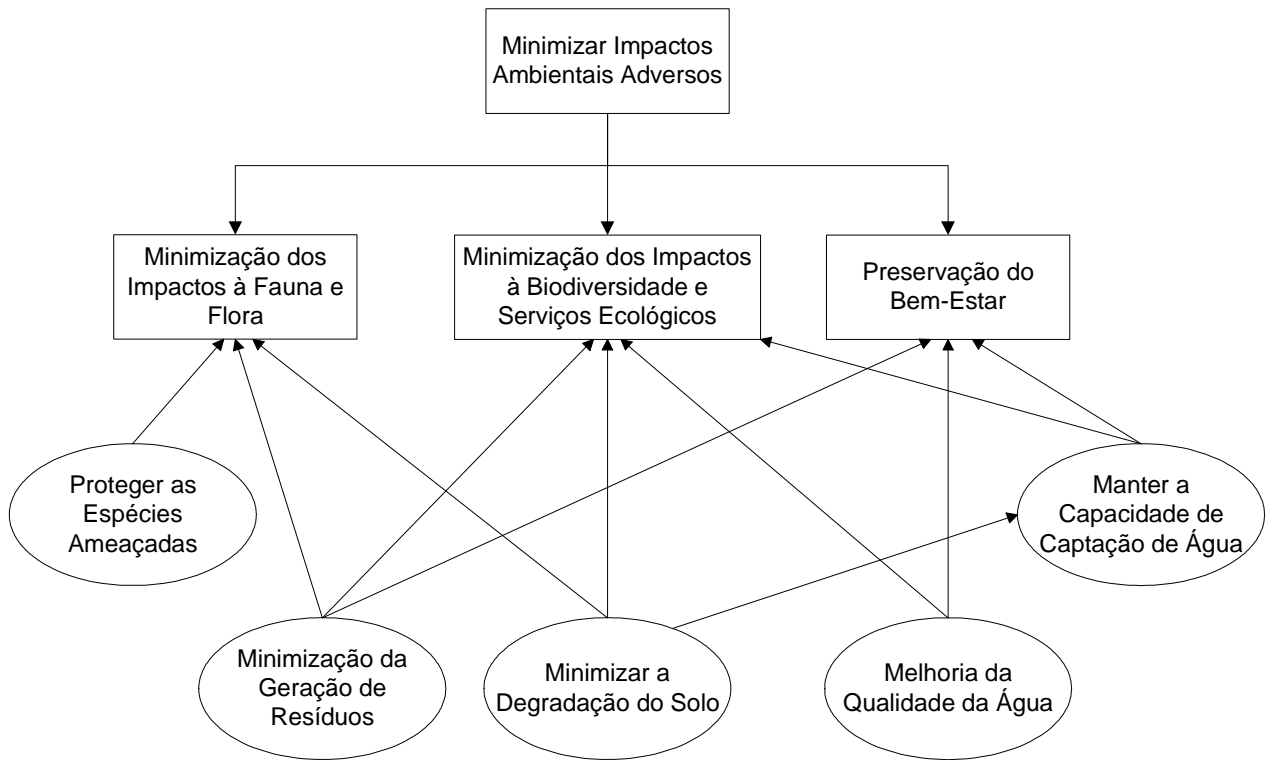 Minimizar Impactos
Ambientais Adversos
Minimização dos
Impactos à Fauna e
Flora
Minimização dos Impactos
à Biodiversidade e
Serviços Ecológicos
Preservação do
Bem-Estar
Proteger as
Espécies
Ameaçadas
Manter a
Capacidade de
Captação de Água
Minimização da
Geração de
Resíduos
Minimizar a
Degradação do Solo
Melhoria da
Qualidade da Água